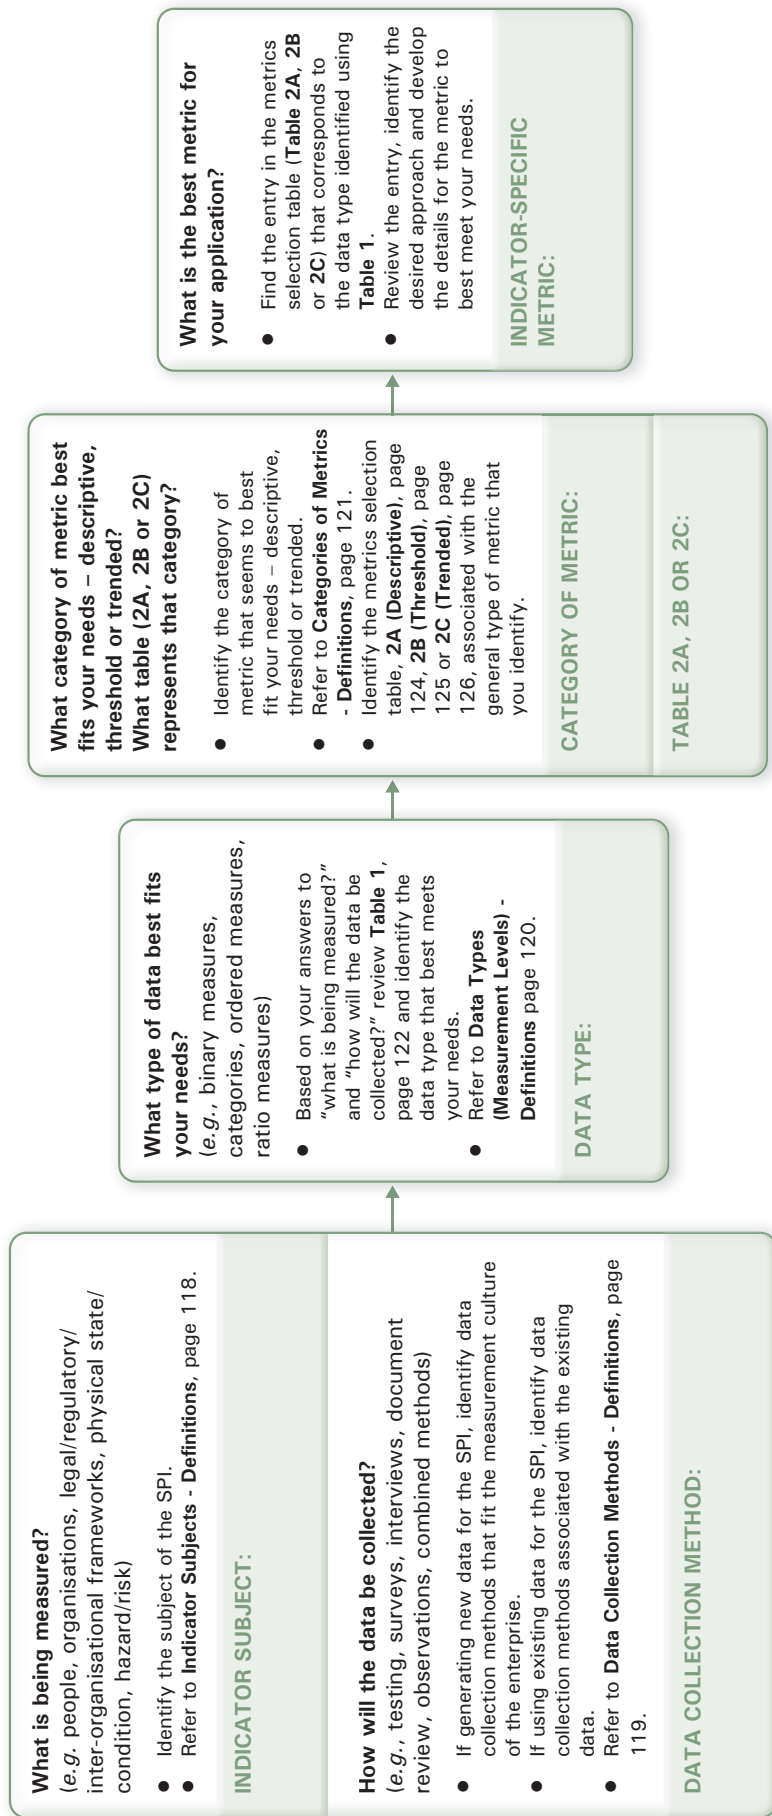 What is being measured?
(e.g. people, organisations, legal/regulatory/
inter-organisational frameworks, physical state/
condition, hazard/risk)
● Identify the subject of the SPI.
● Refer to Indicator Subjects - Definitions, page 118.
INDICATOR SUBJECT:
How will the data be collected?
(e.g., testing, surveys, interviews, document
review, observations, combined methods)
● If generating new data for the SPI, identify data
collection methods that fit the measurement culture
of the enterprise.
● If using existing data for the SPI, identify data
collection methods associated with the existing
data.
● Refer to Data Collection Methods - Definitions, page
119.
DATA COLLECTION METHOD:
What type of data best fits
your needs?
(e.g., binary measures,
categories, ordered measures,
ratio measures)
● Based on your answers to
“what is being measured?”
and “how will the data be
collected?” review Table 1,
page 122 and identify the
data type that best meets
your needs.
● Refer to Data Types
(Measurement Levels) -
Definitions page 120.
DATA TYPE:
What category of metric best
fits your needs – descriptive,
threshold or trended?
What table (2A, 2B or 2C)
represents that category?
● Identify the category of
metric that seems to best
fit your needs – descriptive,
threshold or trended.
● Refer to Categories of Metrics
- Definitions, page 121.
● Identify the metrics selection
table, 2A (Descriptive), page
124, 2B (Threshold), page
125 or 2C (Trended), page
126, associated with the
general type of metric that
you identify.
CATEGORY OF METRIC:
TABLE 2A, 2B OR 2C:
What is the best metric for
your application?
● Find the entry in the metrics
selection table (Table 2A, 2B
or 2C) that corresponds to
the data type identified using
Table 1.
● Review the entry, identify the
desired approach and develop
the details for the metric to
best meet your needs.
INDICATOR-SPECIFIC
METRIC: